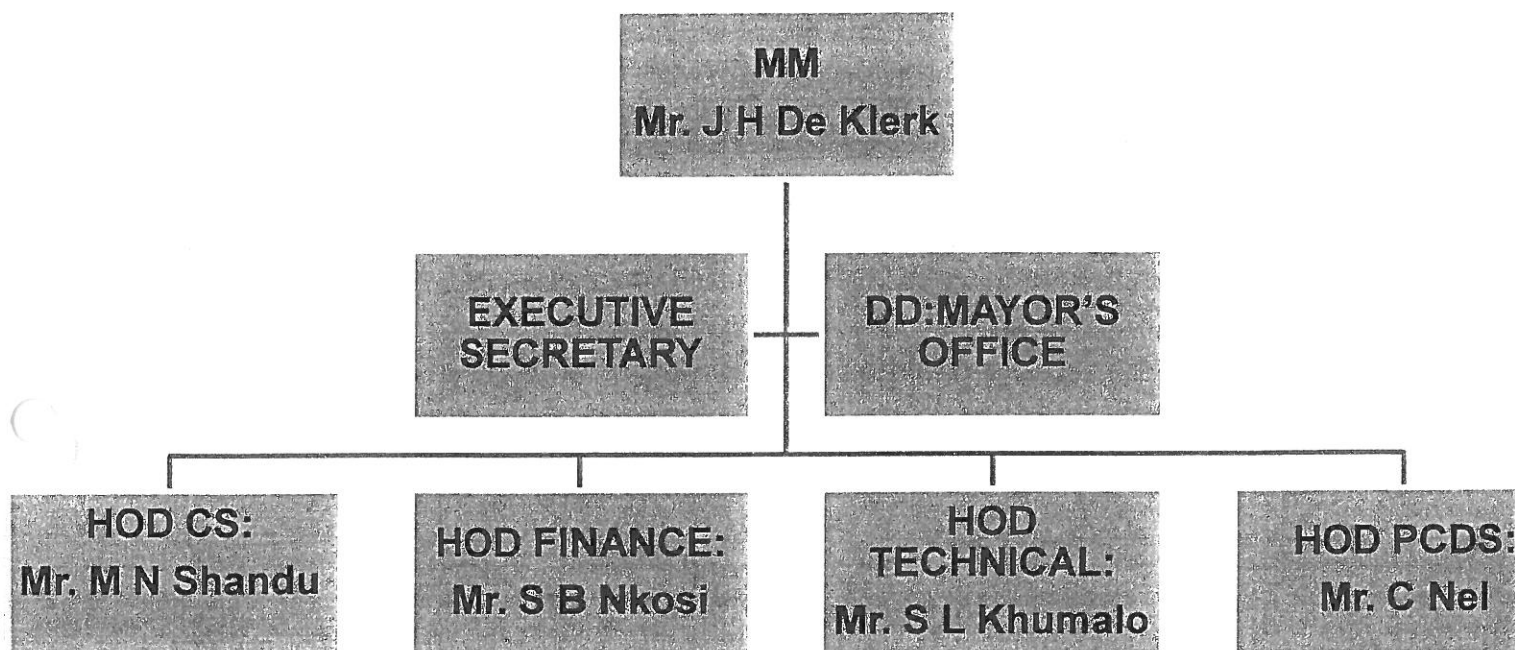 MM
Mr. J H De Klerk
EXECUTIVE
SECRETARY
DD:MAYOR'S
OFFICE
HOD CS:
Mr. M N Shandu
HOD FINANCE:
Mr. S B Nkosi
HOD
TECHNICAL:
Mr. S L Khumalo
HOD PCDS:
Mr. C Nel